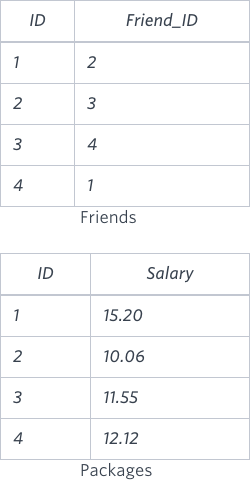 ID Friend_ID
1 2
2 3
3 4
4 1
Friends
ID Salary
1 15.20
2 10.06
3 11.55
4 12.12
Packages